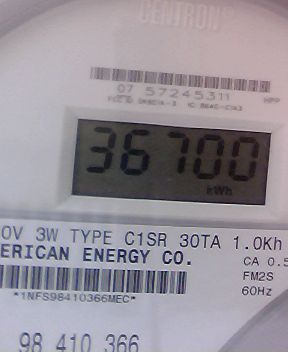 CENTRON®
07 57245311
36700
kWh
0V 3W TYPE C1SR 30TA 1.0Kh
ERICAN ENERGY CO.
CA 0.5
FM2S
*1NFS98410366MEC*
60Hz
98 410 366